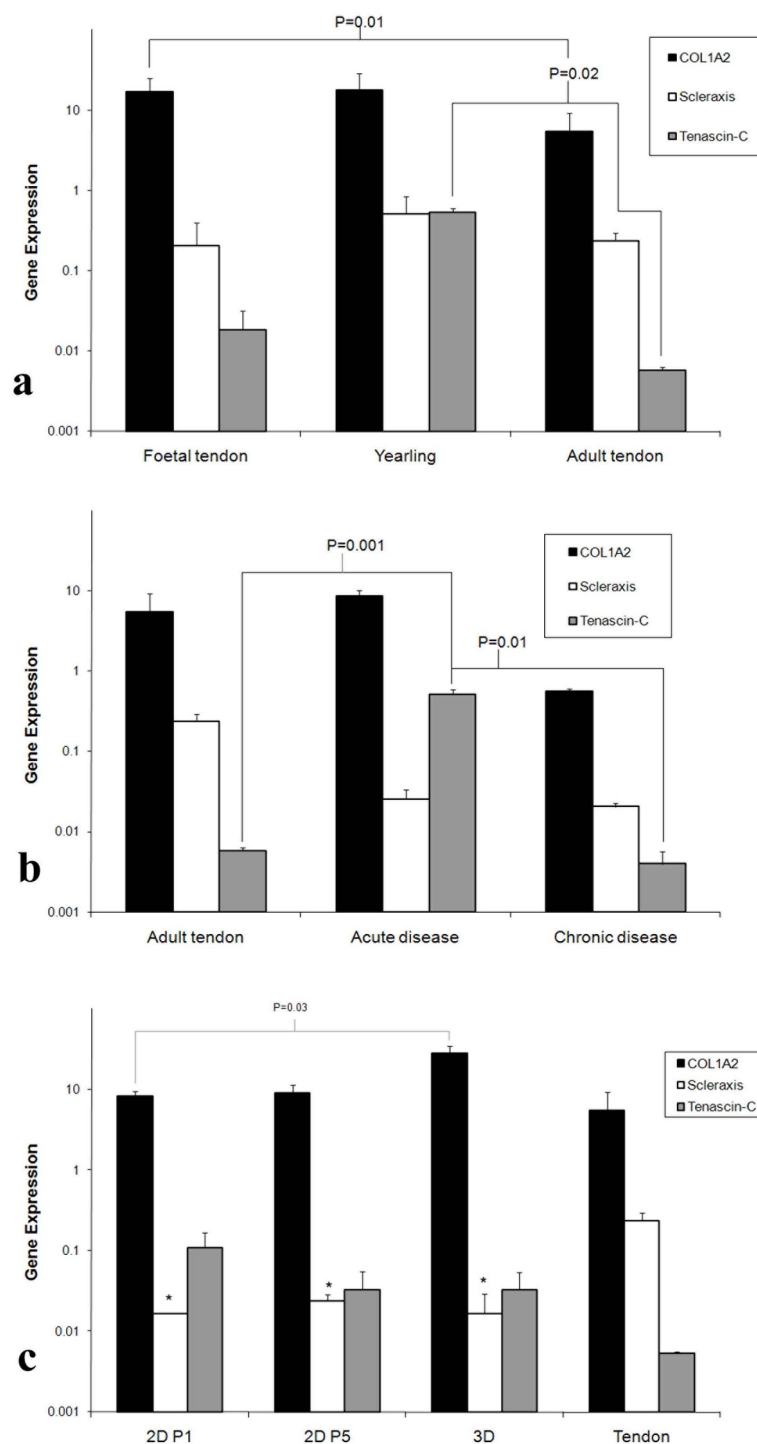 P=0.01
COL1A2
P=0.02
Scleraxis
Tenascin-C
Gene Expression
10
1
0.1
0.01
0.001
a
Foetal tendon
Yearling
Adult tendon
P=0.001
COL1A2
Scleraxis
Tenascin-C
P=0.01
Gene Expression
10
1
0.1
0.01
0.001
b
Adult tendon
Acute disease
Chronic disease
P=0.03
COL1A2
Scleraxis
Tenascin-C
Gene Expression
10
1
0.1
0.01
0.001
*
*
*
c
2D P1
2D P5
3D
Tendon